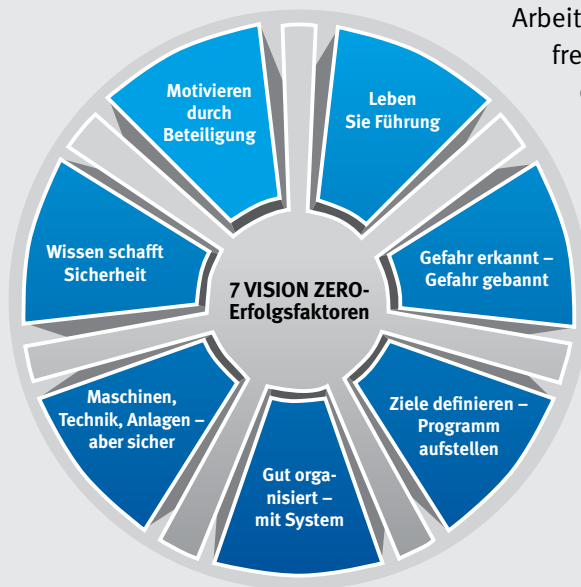 Arbeit
fre
7 VISION ZERO-
Erfolgsfaktoren
Leben
Sie Führung
Gefahr erkannt –
Gefahr gebannt
Ziele definieren –
Programm
aufstellen
Gut orga-
nisiert –
mit System
Maschinen,
Technik, Anlagen –
aber sicher
Wissen schafft
Sicherheit
Motivieren
durch
Beteiligung